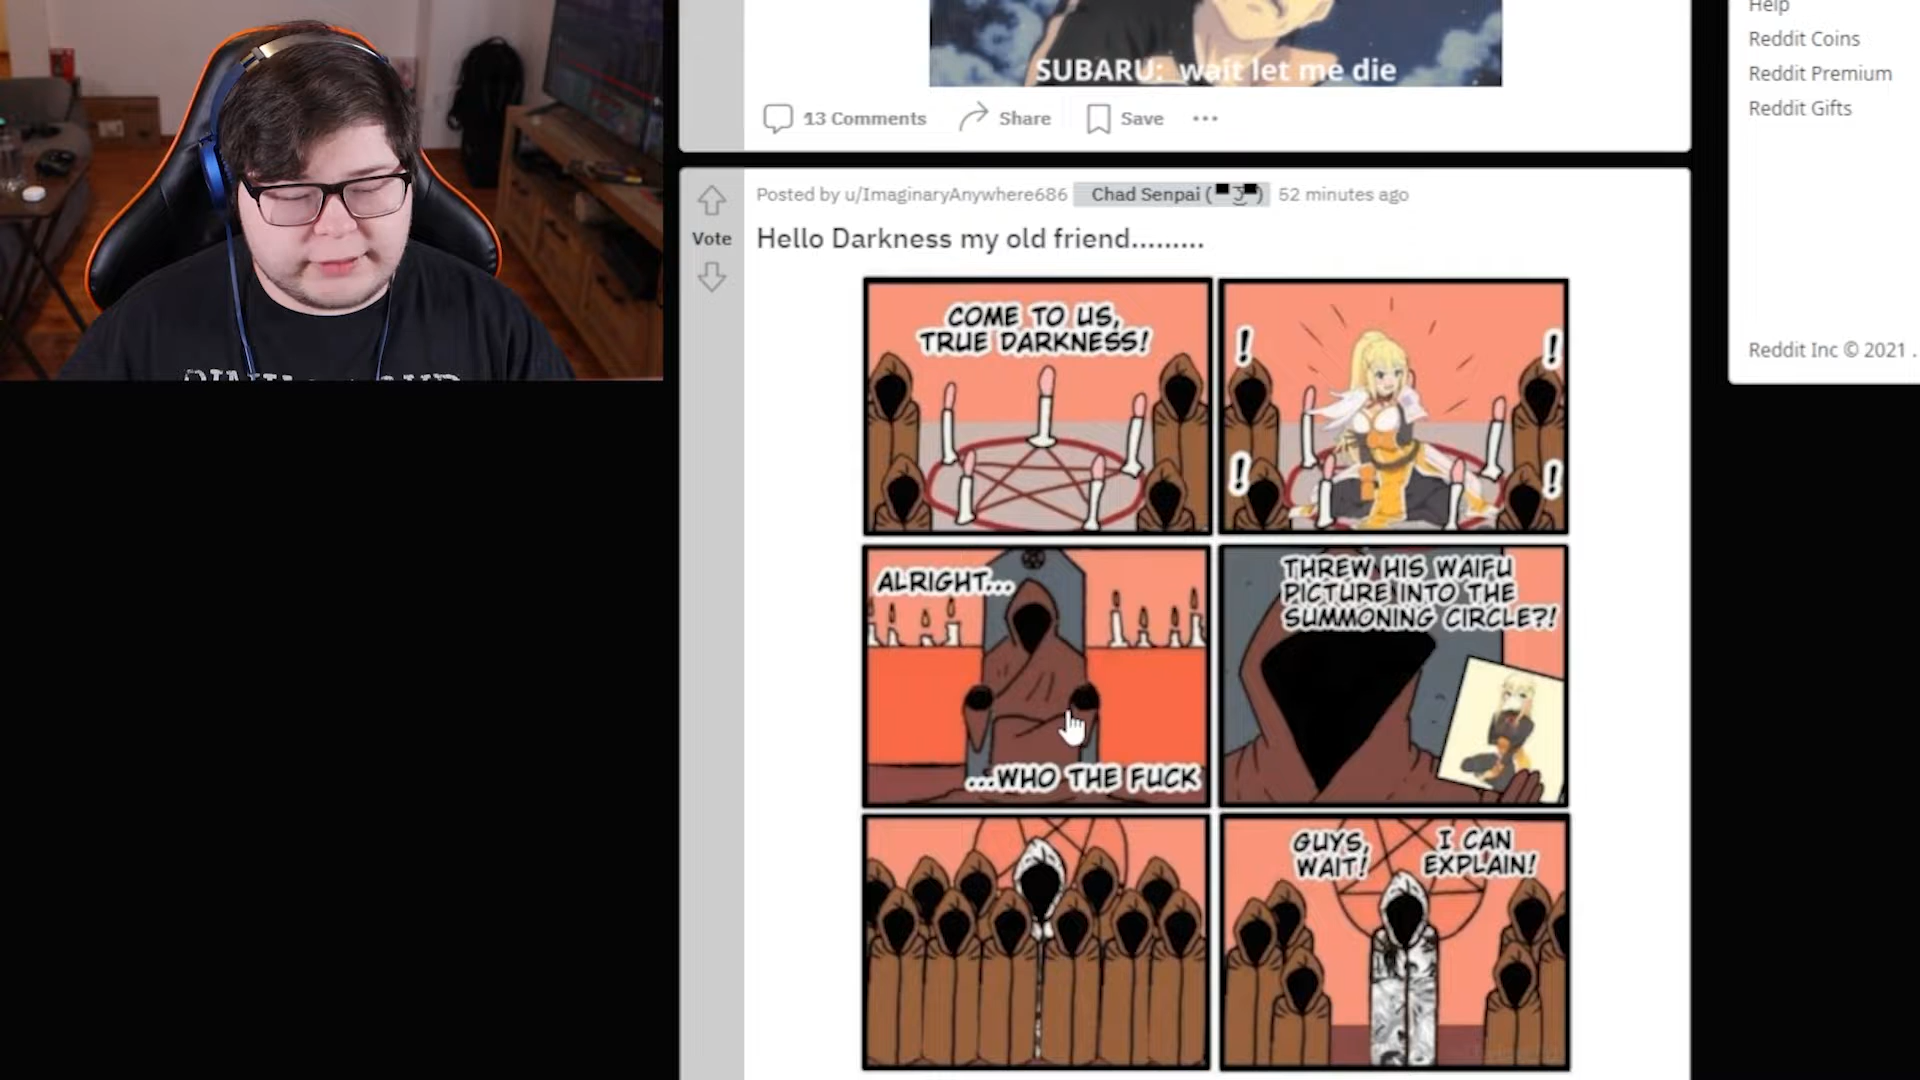 SUBARU: wait let me die
13 Comments
Share
Save
Help
Reddit Coins
Reddit Premium
Reddit Gifts
Reddit Inc © 2021 .
Posted by u/ImaginaryAnywhere686
Chad Senpai
52 minutes ago
Vote
Hello Darkness my old friend.........
COME TO US,
TRUE DARKNESS!
!
!
!
!
ALRIGHT...
...WHO THE FUCK
THREW HIS WAIFU
PICTURE INTO THE
SUMMONING CIRCLE?!
GUYS,
WAIT!
I CAN
EXPLAIN!